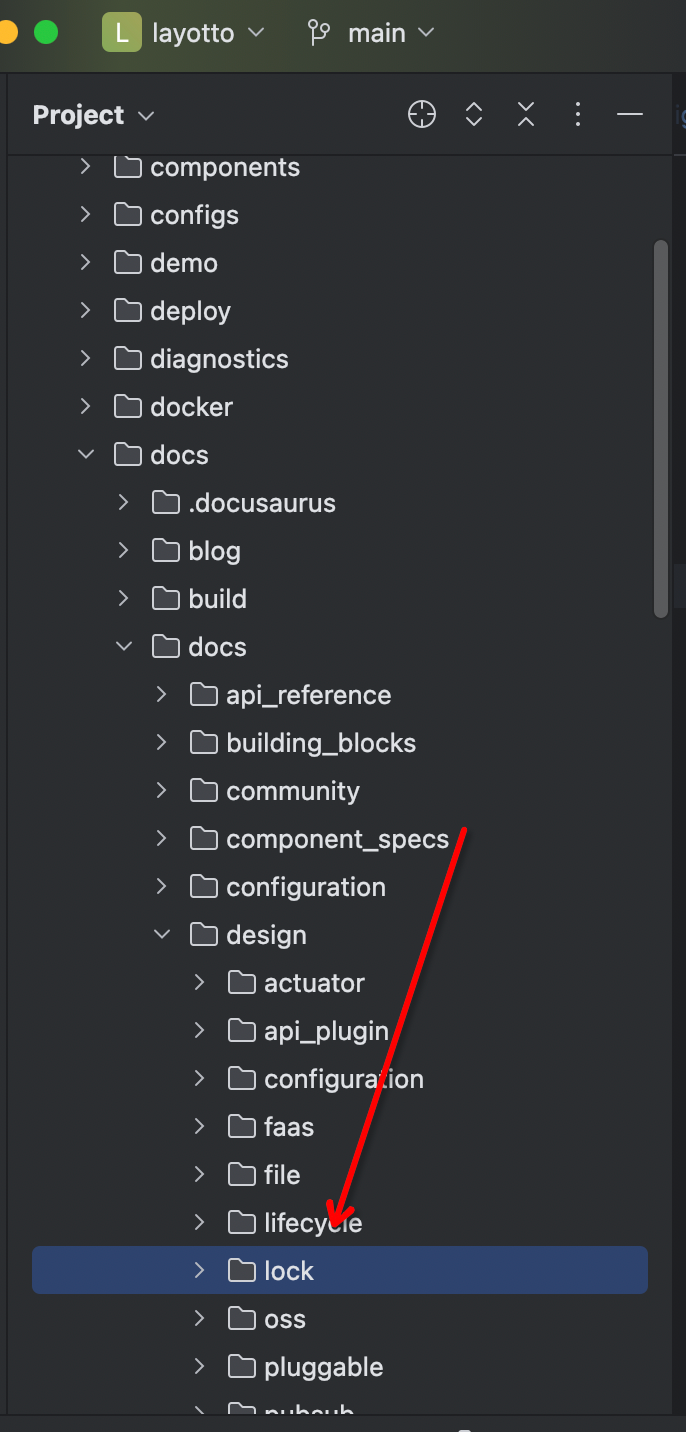 L layotto main
Project
components
configs
demo
deploy
diagnostics
docker
docs
.docusaurus
blog
build
docs
api_reference
building_blocks
community
component_specs
configuration
design
actuator
api_plugin
configuration
faas
file
lifecycle
lock
oss
pluggable
pubsub